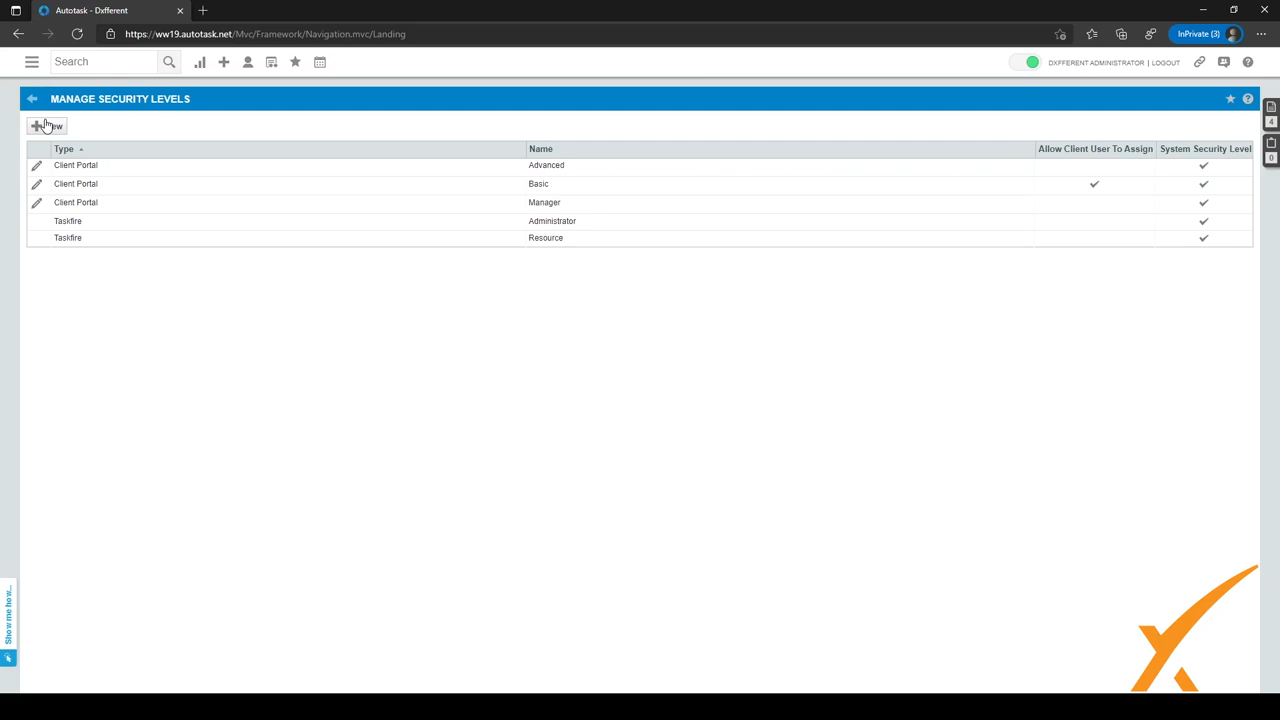 Autotask - Dxfferent
https://ww19.autotask.net/Mvc/Framework/Navigation.mvc/Landing
InPrivate (3)
Search
DXFFERENT ADMINISTRATOR | LOGOUT
MANAGE SECURITY LEVELS
4
0
Type Name Allow Client User To Assign System Security Level
Client Portal Advanced
Client Portal Basic
Client Portal Manager
Taskfire Administrator
Taskfire Resource
Show me how...